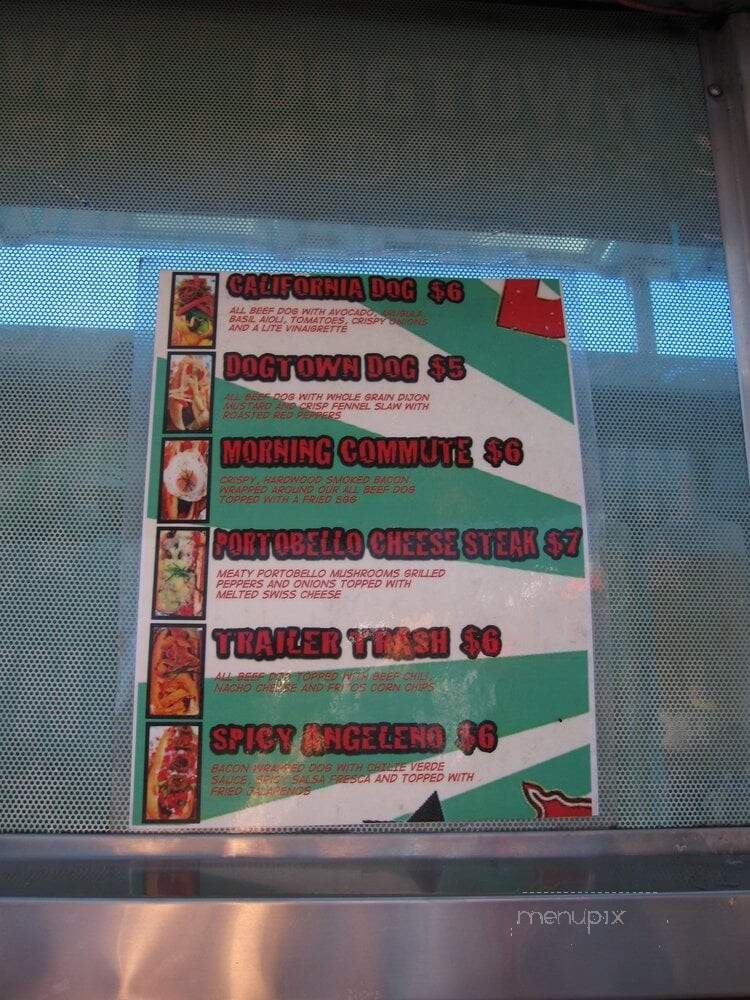 CALIFORNIA DOG $6
ALL BEEF DOG WITH AVOCADO, ARUGULA
BASIL AIOLI, TOMATOES, CRISPY ONIONS
AND A LITE VINAIGRETTE
DOGTOWN DOG $5
ALL BEEF DOG WITH WHOLE GRAIN DIJON
MUSTARD AND CRISP FENNEL SLAW WITH
ROASTED RED PEPPERS
MORNING COMMUTE $6
CRISPY, HARDWOOD SMOKED BACON
WRAPPED AROUND OUR ALL BEEF DOG
TOPPED WITH A FRIED EGG
PORTOBELLO CHEESE STEAK $7
MEATY PORTOBELLO MUSHROOMS GRILLED
PEPPERS AND ONIONS TOPPED WITH
MELTED SWISS CHEESE
TRAILER TRASH $6
ALL BEEF DOG TOPPED WITH BEEF CHILI,
NACHO CHEESE AND FRITOS CORN CHIPS
SPICY ANGELENO $6
BACON WRAPPED DOG WITH CHILIE VERDE
SAUCE, SPICY SALSA FRESCA AND TOPPED WITH
FRIED JALAPENOS
menupix